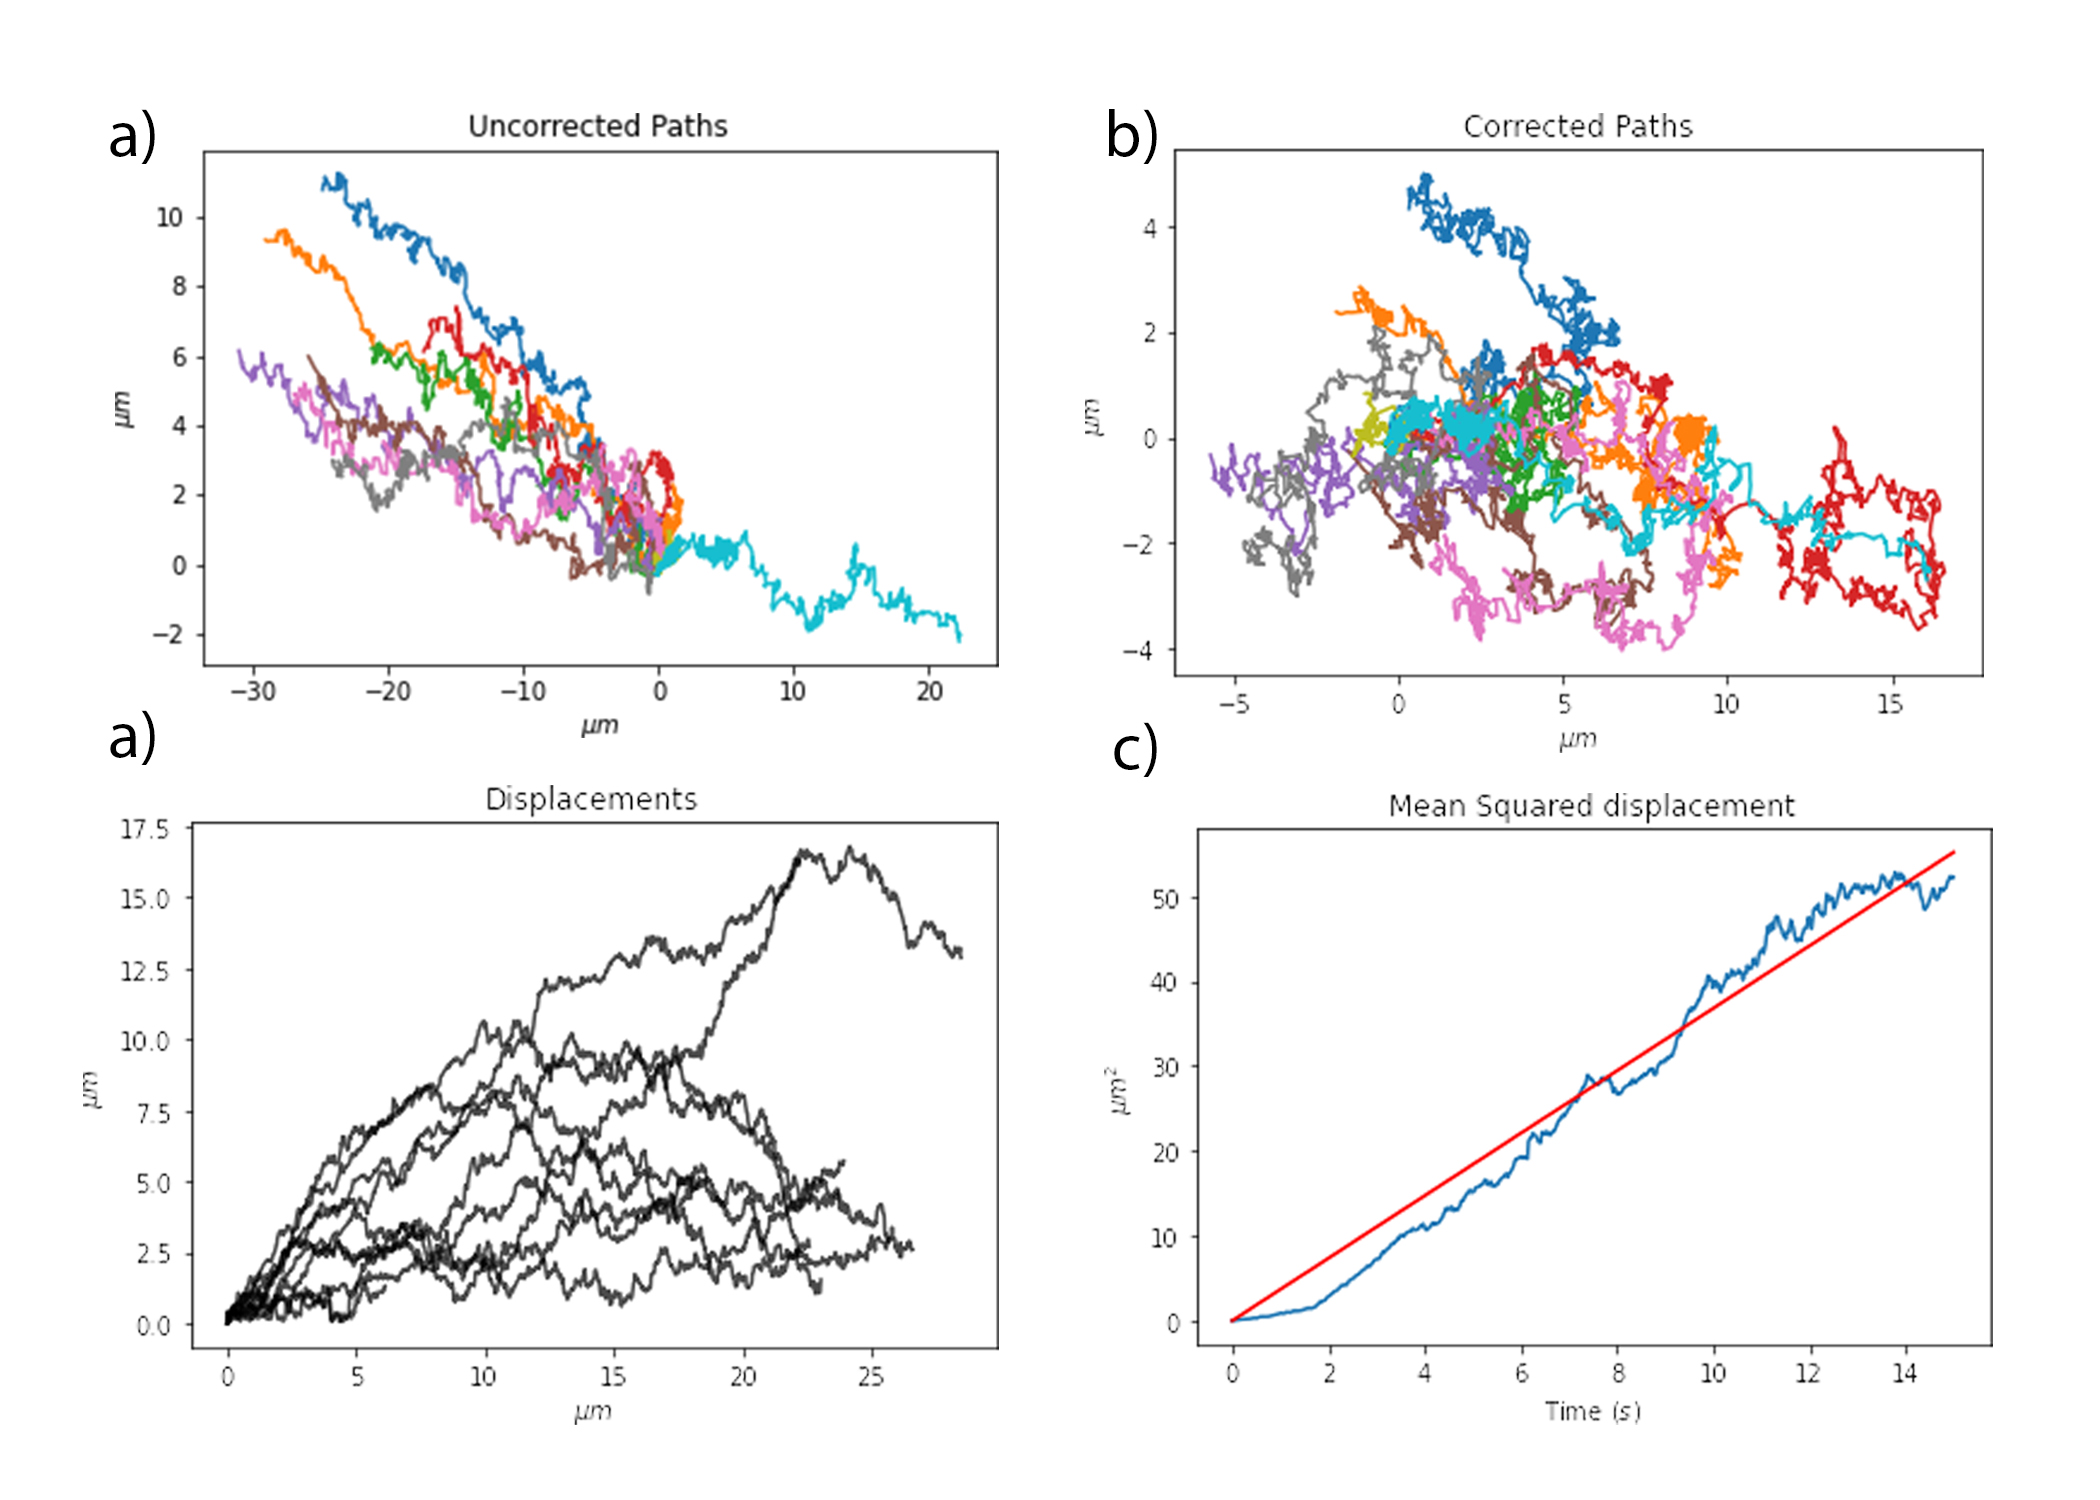 a)
Uncorrected Paths
10
8
6
4
2
0
−2
μm
−30 −20 −10 0 10 20
μm
b)
Corrected Paths
4
2
0
−2
−4
μm
−5 0 5 10 15
μm
a)
Displacements
17.5
15.0
12.5
10.0
7.5
5.0
2.5
0.0
μm
0 5 10 15 20 25
μm
c)
Mean Squared displacement
50
40
30
20
10
0
μm²
0 2 4 6 8 10 12 14
Time (s)